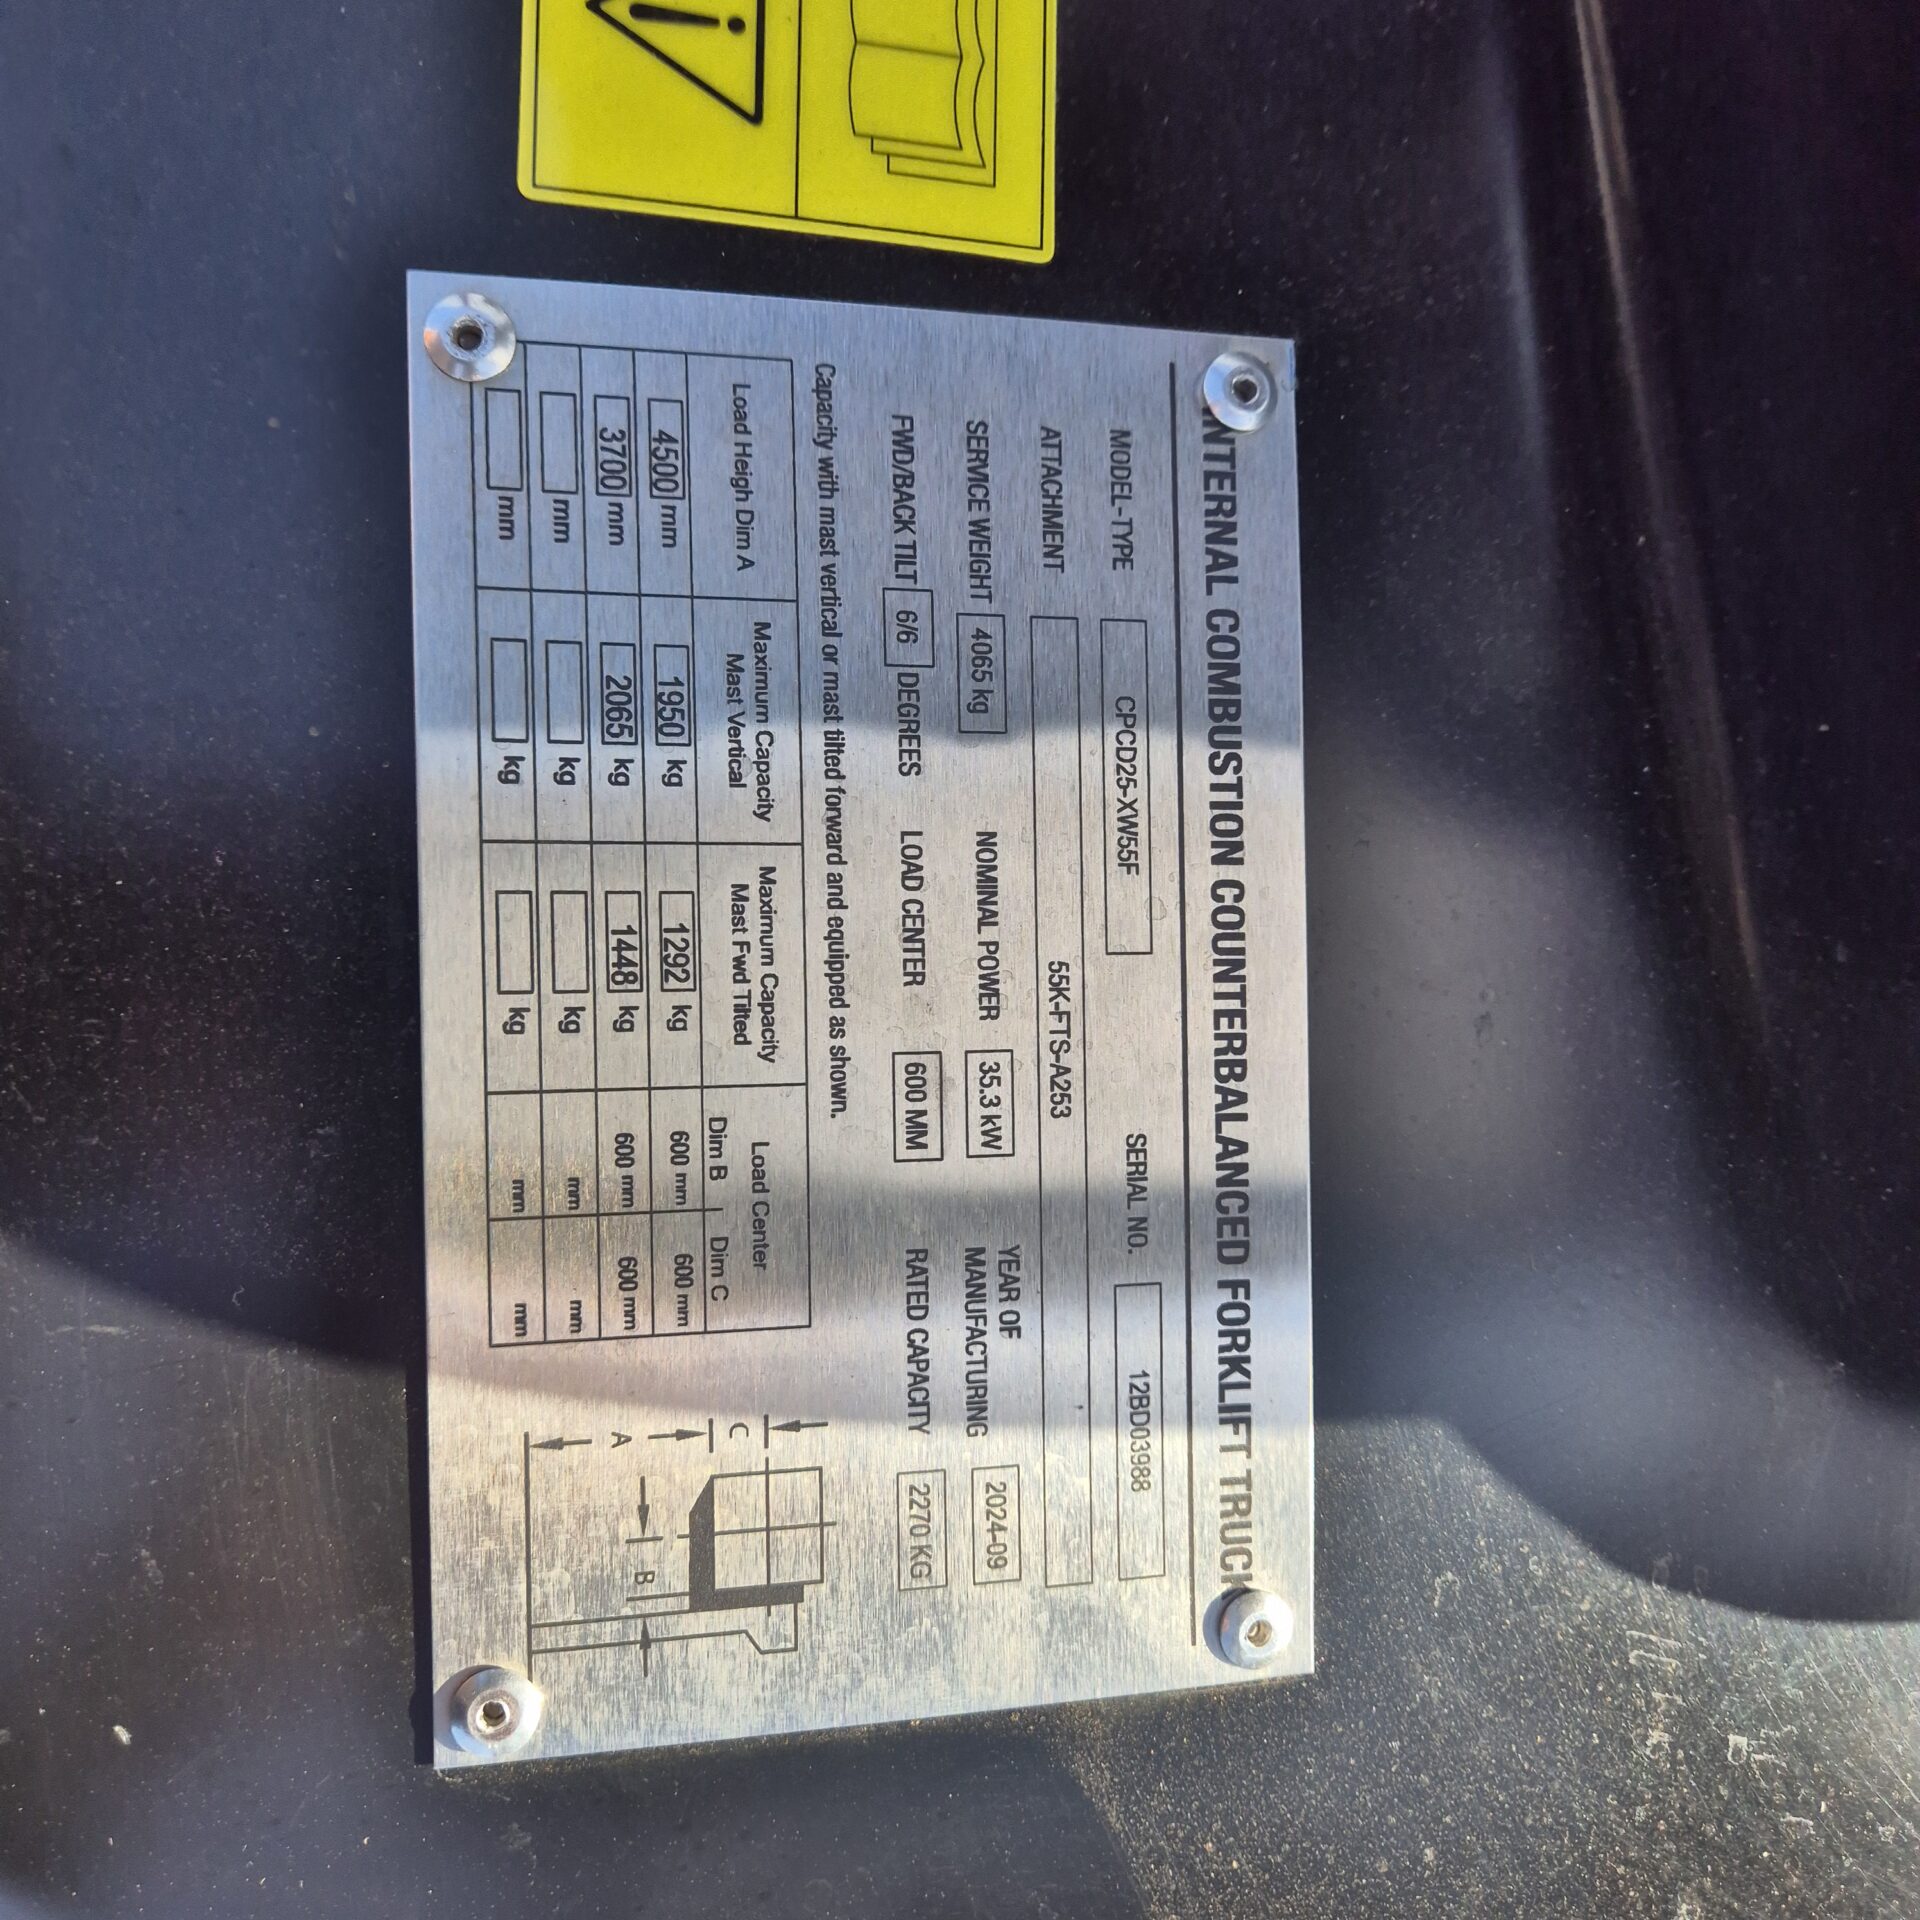 INTERNAL COMBUSTION COUNTERBALANCED FORKLIFT TRUCK
MODEL-TYPE CPCD25-XW55F SERIAL NO. 12BD03988
ATTACHMENT 55K-FTS-A253
SERVICE WEIGHT 4065 kg NOMINAL POWER 35.3 kW YEAR OF MANUFACTURING 2024-09
FWD/BACK TILT 6/6 DEGREES LOAD CENTER 600 MM RATED CAPACITY 2270 KG
Capacity with mast vertical or mast tilted forward and equipped as shown.
Load Heigh Dim A Maximum Capacity Mast Vertical Maximum Capacity Mast Fwd Tilted Load Center Dim B Dim C
4500 mm 1950 kg 1292 kg 600 mm 600 mm
3700 mm 2065 kg 1448 kg 600 mm 600 mm
mm kg kg mm mm
mm kg kg mm mm
C
A
B